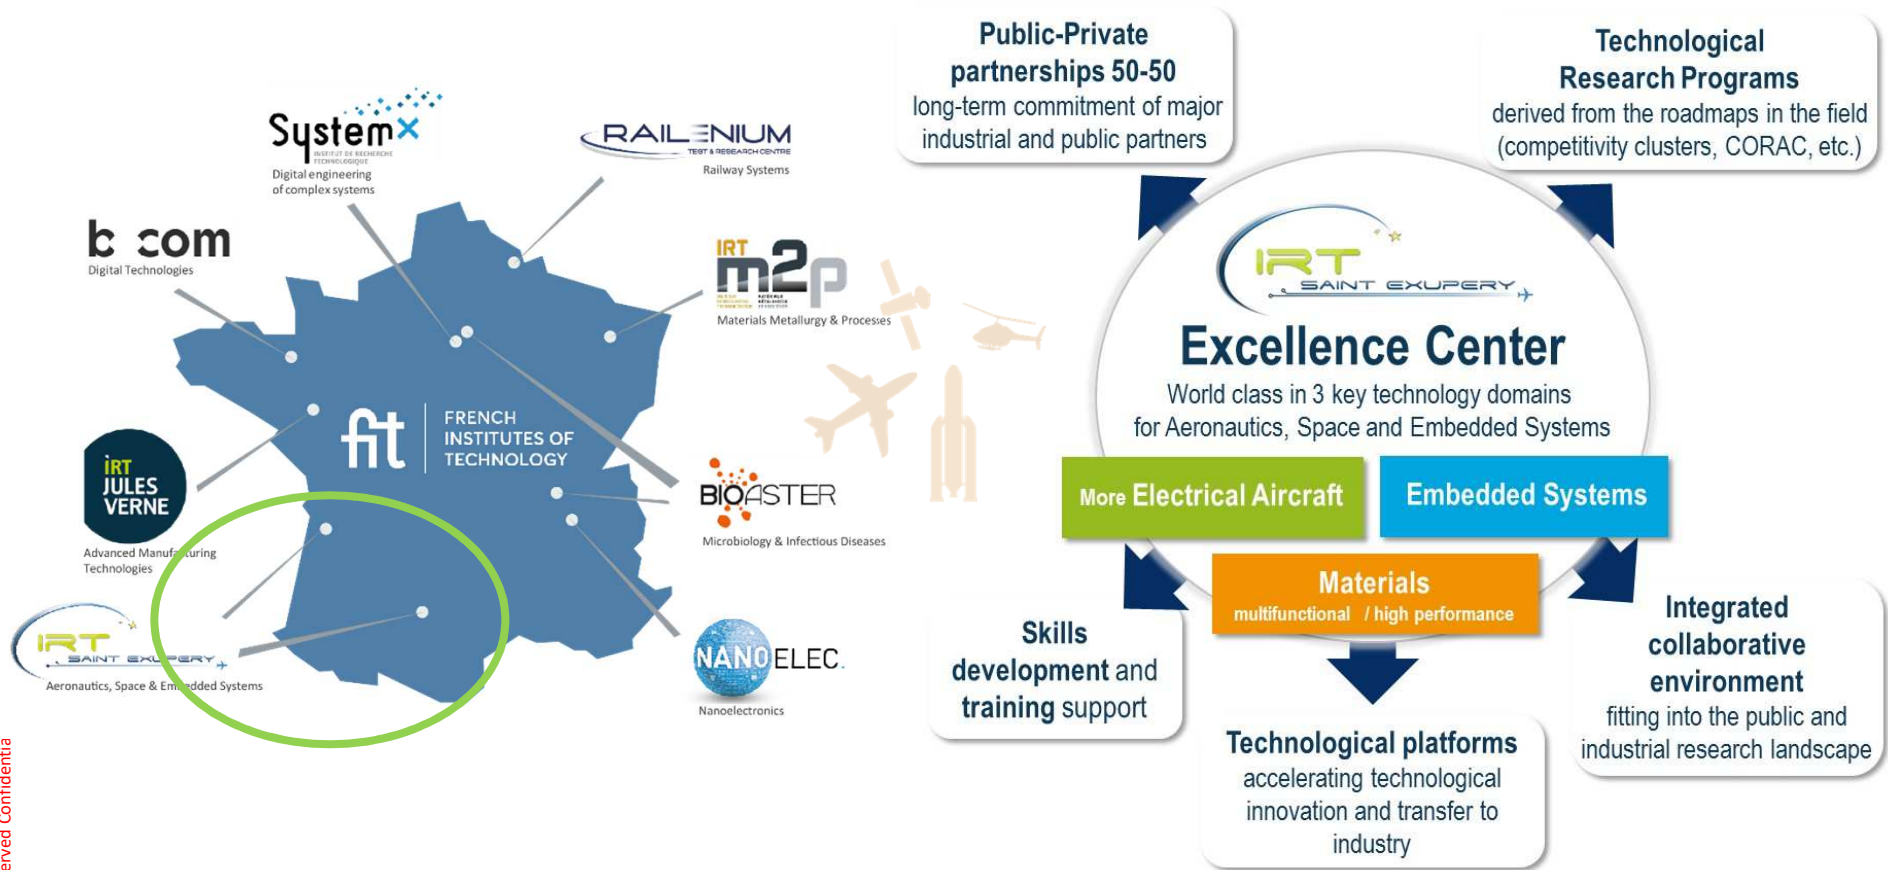 System X
INSTITUT DE RECHERCHE
TECHNOLOGIQUE
Digital engineering
of complex systems
RAILENIUM
TEST & RESEARCH CENTRE
Railway Systems
b com
Digital Technologies
IRT
m2p
Materials Metallurgy & Processes
fit
FRENCH
INSTITUTES OF
TECHNOLOGY
IRT
JULES
VERNE
Advanced Manufacturing
Technologies
BIOASTER
Microbiology & Infectious Diseases
IRT
SAINT EXUPERY
Aeronautics, Space & Embedded Systems
NANOELEC.
Nanoelectronics
erved Confidentia
Public-Private
partnerships 50-50
long-term commitment of major
industrial and public partners
Technological
Research Programs
derived from the roadmaps in the field
(competitivity clusters, CORAC, etc.)
IRT
SAINT EXUPERY
Excellence Center
World class in 3 key technology domains
for Aeronautics, Space and Embedded Systems
More Electrical Aircraft
Embedded Systems
Materials
multifunctional / high performance
Skills
development and
training support
Technological platforms
accelerating technological
innovation and transfer to
industry
Integrated
collaborative
environment
fitting into the public and
industrial research landscape